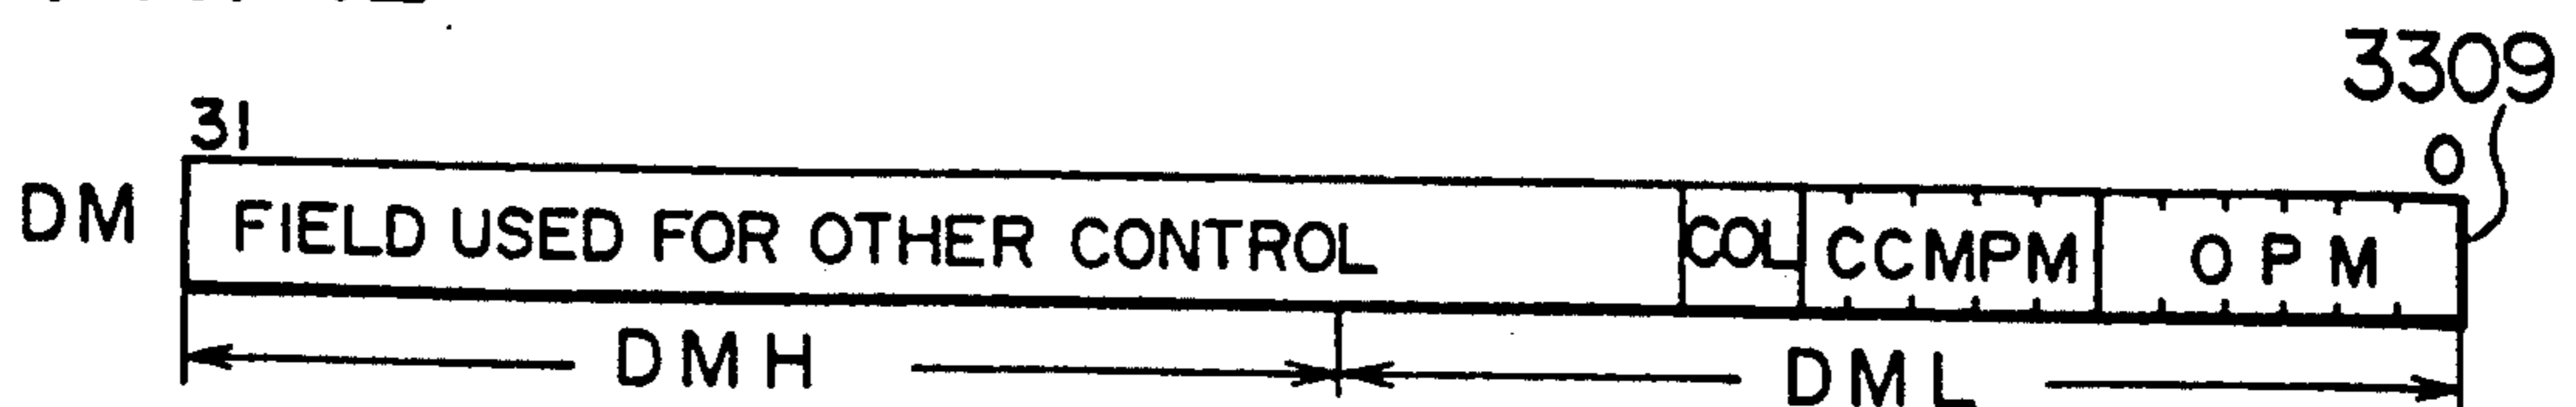 3309
31
0
DM
FIELD USED FOR OTHER CONTROL
COL
CCMPM
OPM
DMH
DML